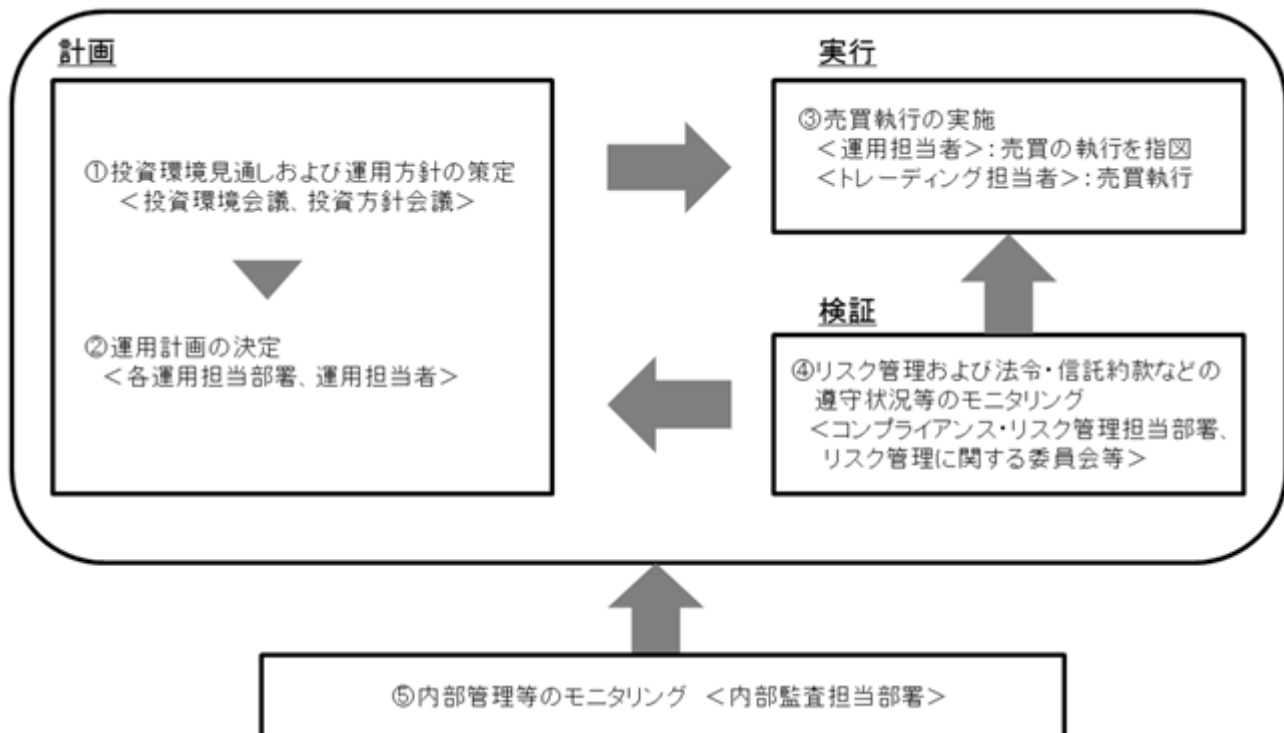 計画
①投資環境見通しおよび運用方針の策定
＜投資環境会議、投資方針会議＞
②運用計画の決定
＜各運用担当部署、運用担当者＞
実行
③売買執行の実施
＜運用担当者＞：売買の執行を指図
＜トレーディング担当者＞：売買執行
検証
④リスク管理および法令・信託約款などの
遵守状況等のモニタリング
＜コンプライアンス・リスク管理担当部署、
リスク管理に関する委員会等＞
⑤内部管理等のモニタリング ＜内部監査担当部署＞